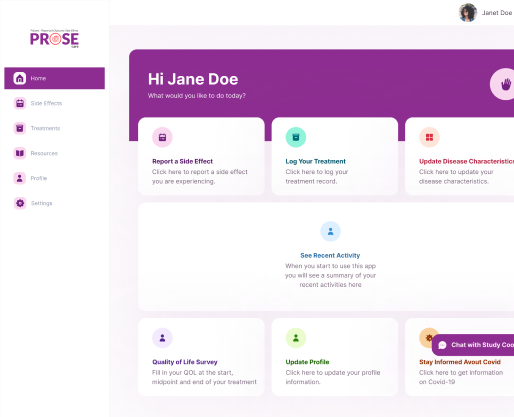 Janet Doe
PROSE
Home
Side Effects
Treatments
Resources
Profile
Settings
Hi Jane Doe
What would you like to do today?
Report a Side Effect
Click here to report a side effect
you are experiencing.
Log Your Treatment
Click here to log your
treatment record.
Update Disease Characteristics
Click here to update your
disease characteristics.
See Recent Activity
When you start to use this app
you will see a summary of your
recent activities here
Quality of Life Survey
Fill in your QOL at the start,
midpoint and end of your treatment
Update Profile
Click here to update your profile
information.
Chat with Study Coo
Stay Informed Avout Covid
Click here to get information
on Covid-19